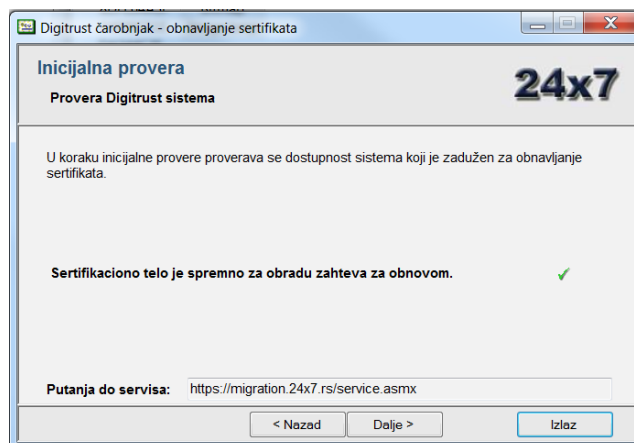 Digitrust čarobnjak - obnavljanje sertifikata
Inicijalna provera
24x7
Provera Digitrust sistema
U koraku inicijalne provere proverava se dostupnost sistema koji je zadužen za obnavljanje
sertifikata.
Sertifikaciono telo je spremno za obradu zahteva za obnovom.
Putanja do servisa: https://migration.24x7.rs/service.asmx
< Nazad Dalje > Izlaz